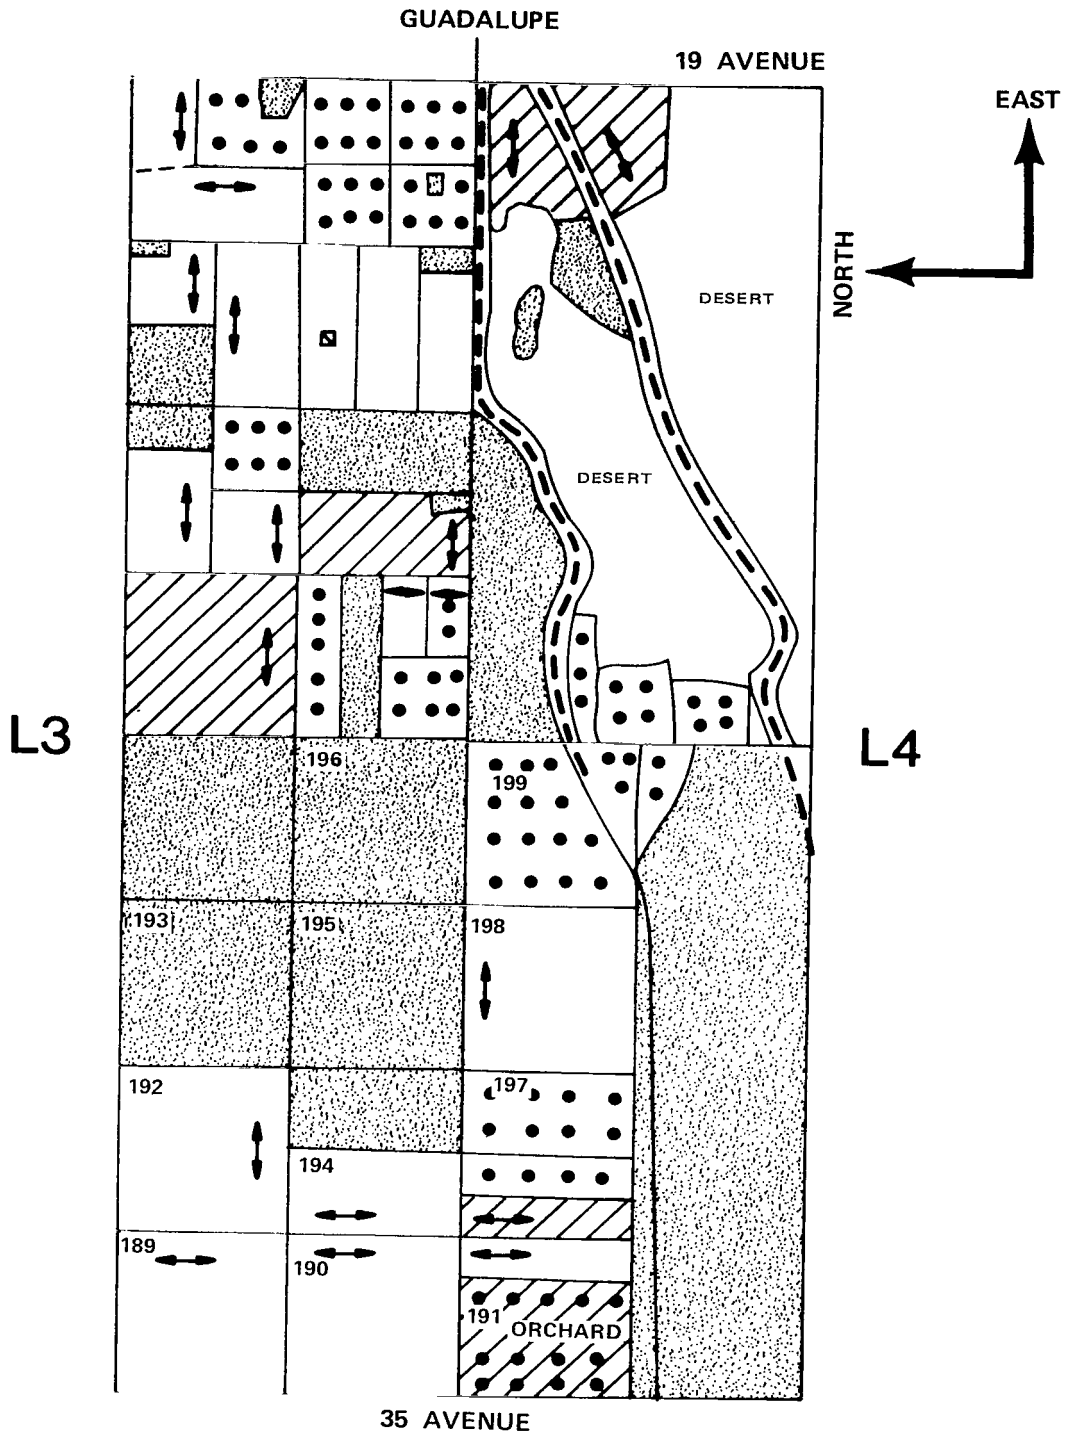 GUADALUPE
19 AVENUE
EAST
NORTH
DESERT
DESERT
L3
L4
196
199
193
195
198
192
197
194
189
190
191
ORCHARD
35 AVENUE